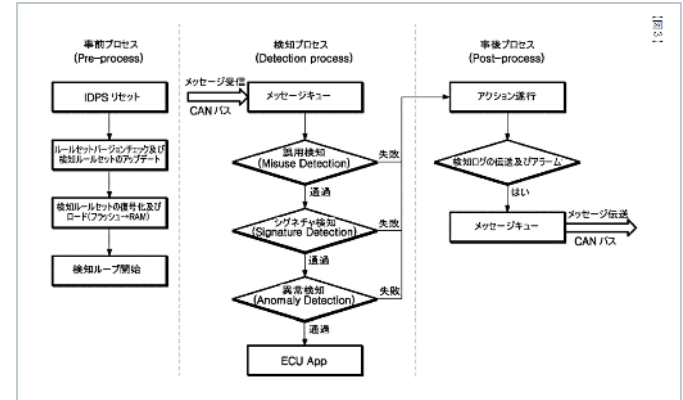 【図3】
事前プロセス
(Pre-process)
IDPS リセット
ルールセットバージョンチェック及び
検知ルールセットのアップデート
検知ルールセットの復号化及び
ロード(フラッシュ→RAM)
検知ループ開始
検知プロセス
(Detection process)
メッセージ受信
CAN バス
メッセージキュー
誤用検知
(Misuse Detection)
失敗
通過
シグネチャ検知
(Signature Detection)
失敗
通過
異常検知
(Anomaly Detection)
失敗
通過
ECU App
事後プロセス
(Post-process)
アクション遂行
検知ログの伝送及びアラーム
はい
メッセージキュー
メッセージ伝送
CAN バス